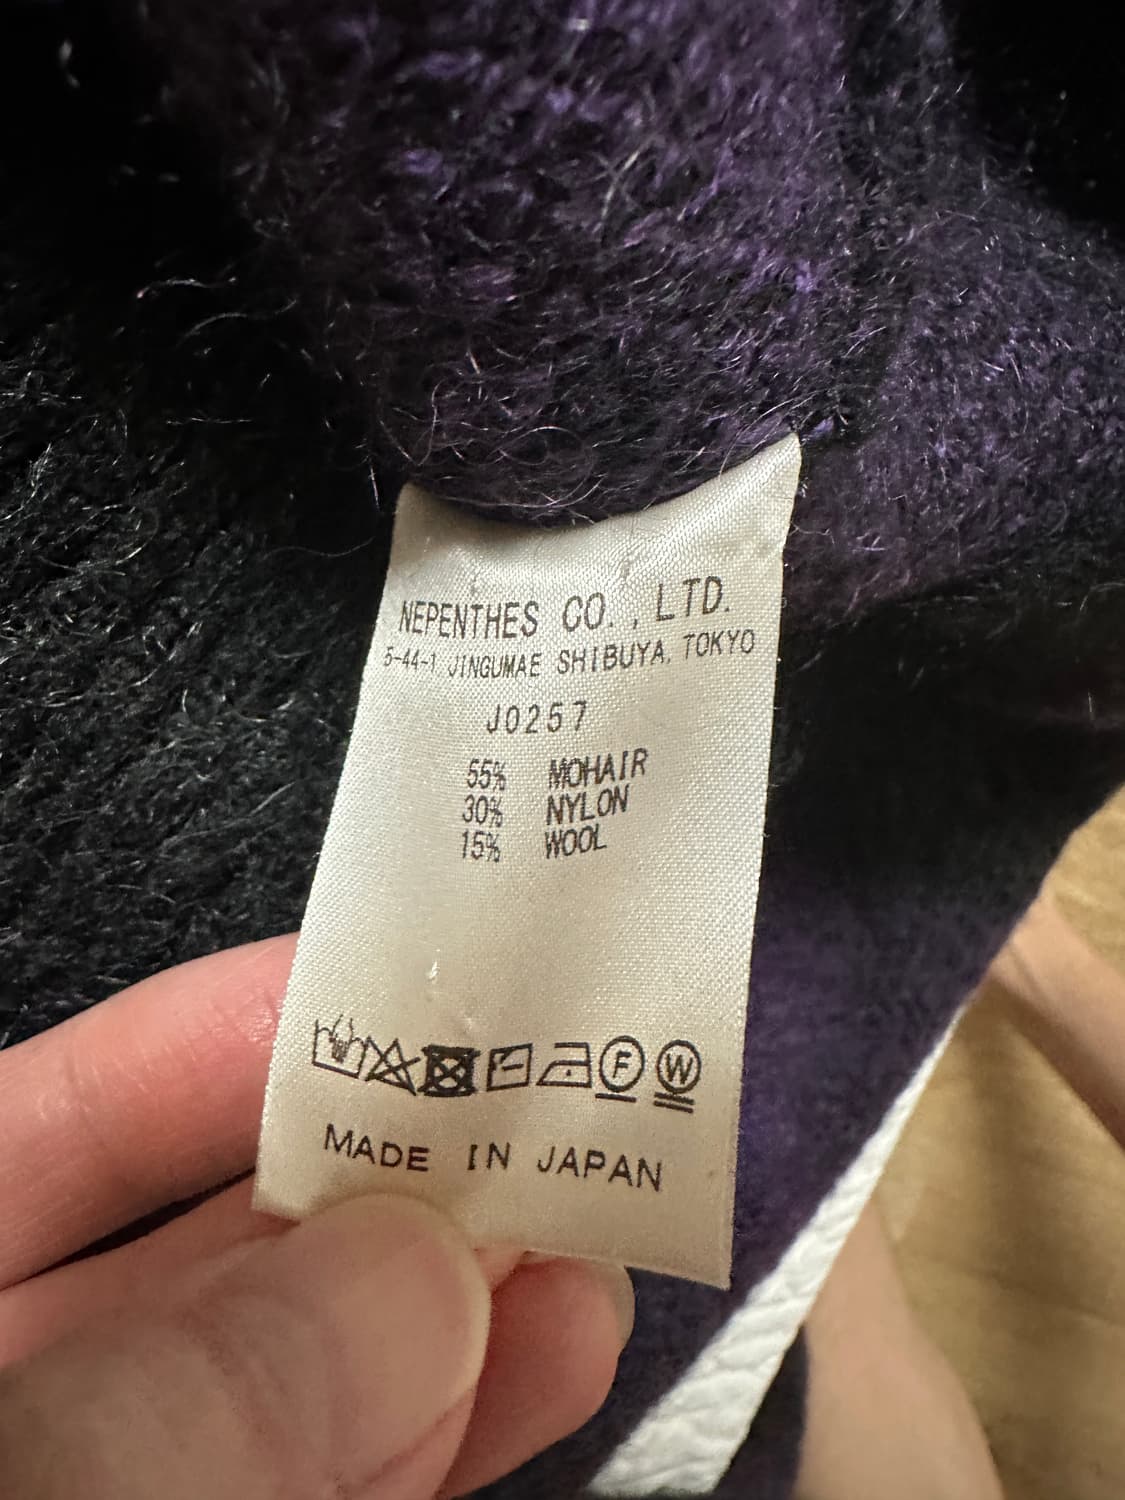 NEPENTHES CO., LTD.
5-44-1 JINGUMAE SHIBUYA, TOKYO
J0257
55% MOHAIR
30% NYLON
15% WOOL
F W
MADE IN JAPAN